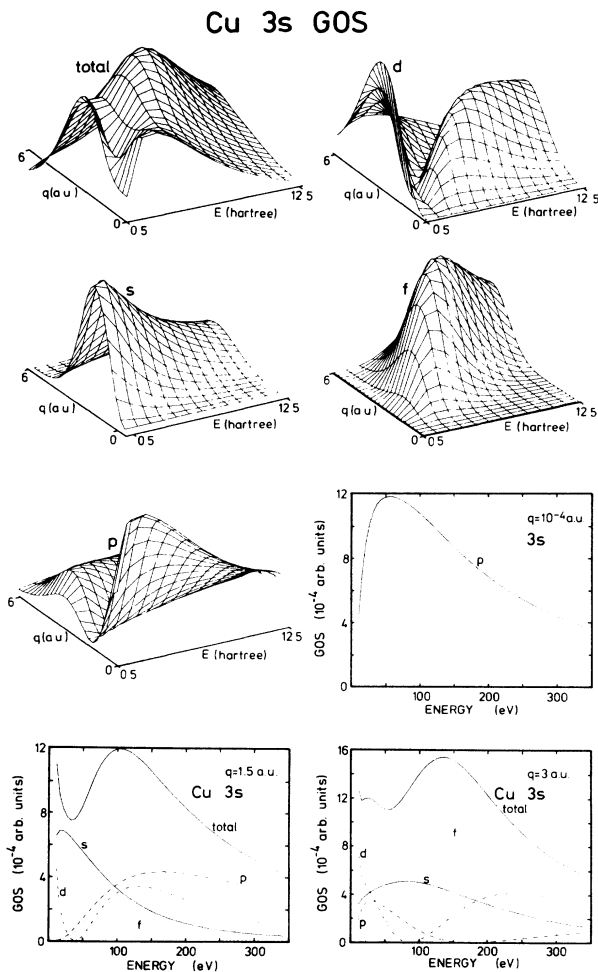 Cu 3s GOS
total
6
q(a u)
0
0 5
E (hartree)
12 5
d
6
q(a u)
0
0 5
E (hartree)
12 5
s
6
q(a u)
0
0 5
E (hartree)
12 5
f
6
q(a u)
0
0 5
E (hartree)
12 5
p
6
q(a u)
0
0 5
E (hartree)
12 5
12
8
4
0
GOS (10⁻⁴ arb. units)
q=10⁻⁴a.u.
3s
p
100
200
300
ENERGY (eV)
12
8
4
0
GOS (10⁻⁴ arb. units)
q=1.5 a.u.
Cu 3s
total
s
p
d
f
100
200
300
ENERGY (eV)
16
12
8
4
0
GOS (10⁻⁴ arb. units)
q=3 a.u.
Cu 3s
total
f
d
s
p
100
200
300
ENERGY (eV)